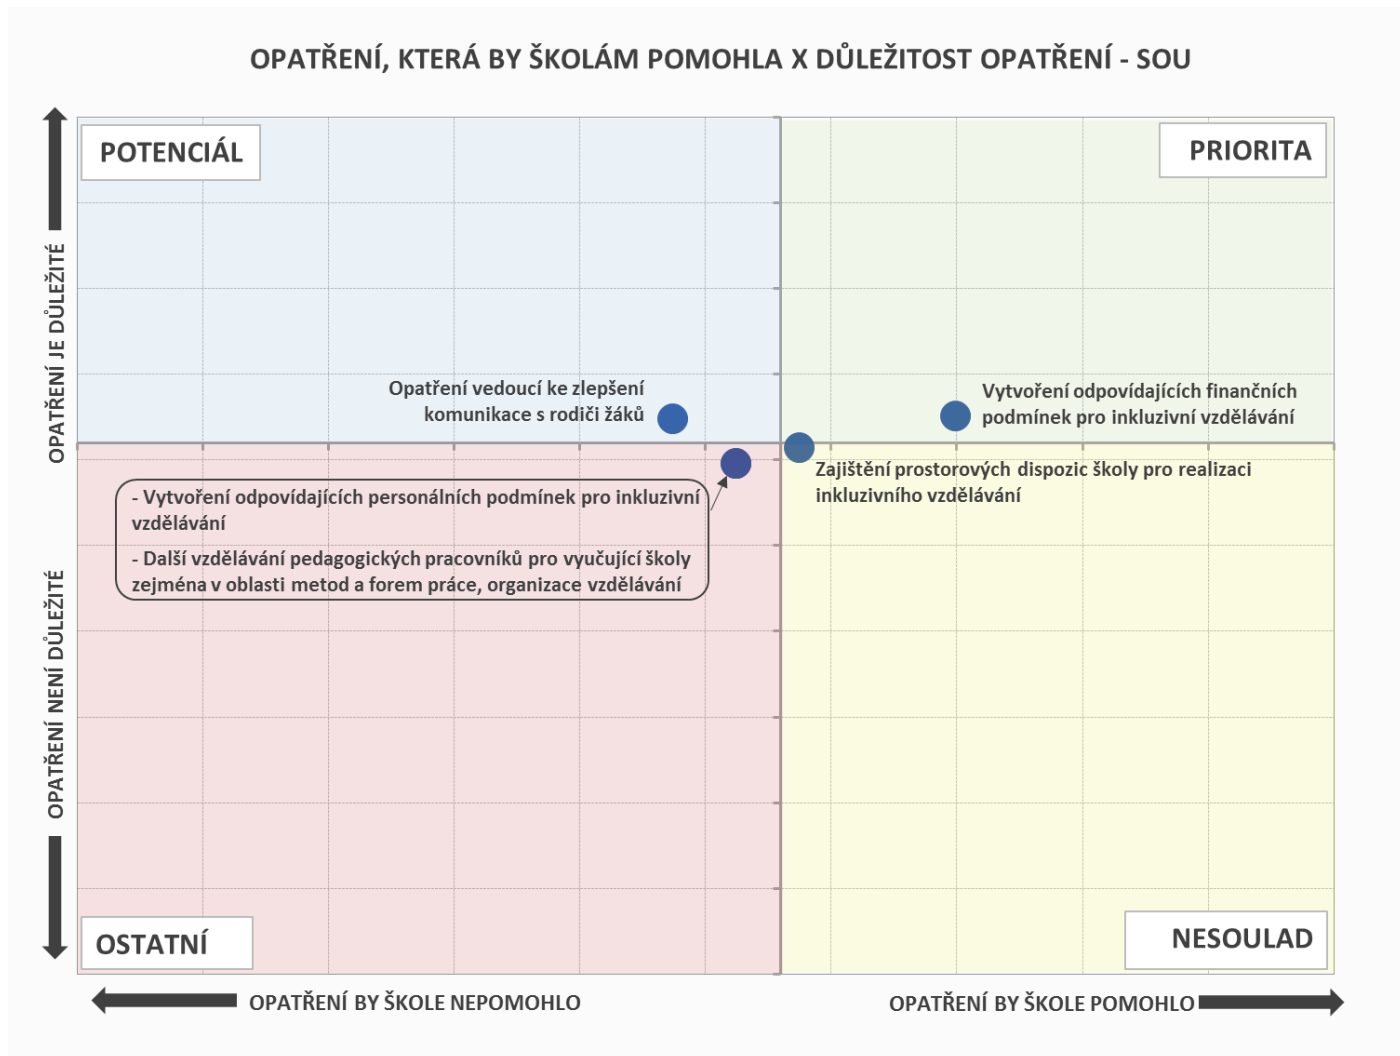 OPATŘENÍ, KTERÁ BY ŠKOLÁM POMOHLA X DŮLEŽITOST OPATŘENÍ - SOU
POTENCIÁL
PRIORITA
OPATŘENÍ JE DŮLEŽITÉ
Opatření vedoucí ke zlepšení
komunikace s rodiči žáků
Vytvoření odpovídajících finančních
podmínek pro inkluzivní vzdělávání
Zajištění prostorových dispozic školy pro realizaci
inkluzivního vzdělávání
- Vytvoření odpovídajících personálních podmínek pro inkluzivní
vzdělávání
- Další vzdělávání pedagogických pracovníků pro vyučující školy
zejména v oblasti metod a forem práce, organizace vzdělávání
OPATŘENÍ NENÍ DŮLEŽITÉ
OSTATNÍ
NESOULAD
OPATŘENÍ BY ŠKOLE NEPOMOHLO
OPATŘENÍ BY ŠKOLE POMOHLO